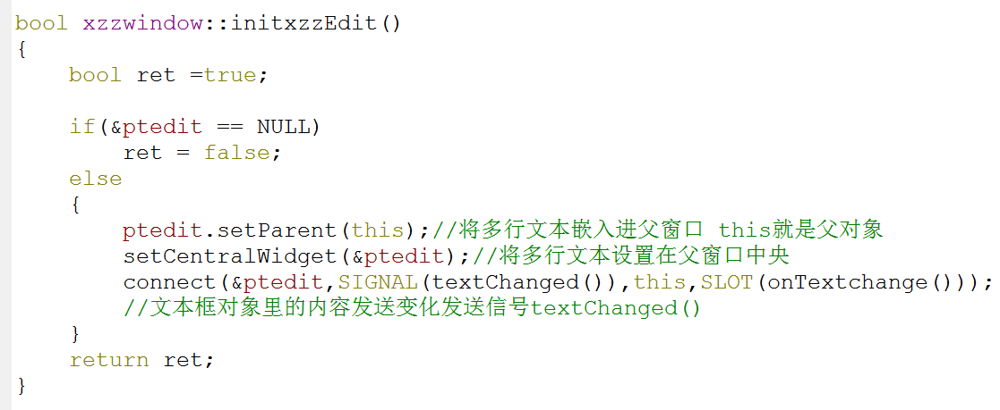 bool xzzwindow::initxzzEdit()
{
    bool ret =true;

    if(&ptedit == NULL)
        ret = false;
    else
    {
        ptedit.setParent(this);//将多行文本嵌入进父窗口 this就是父对象
        setCentralWidget(&ptedit);//将多行文本设置在父窗口中央
        connect(&ptedit,SIGNAL(textChanged()),this,SLOT(onTextchange()));
        //文本框对象里的内容发送变化发送信号textChanged()
    }
    return ret;
}